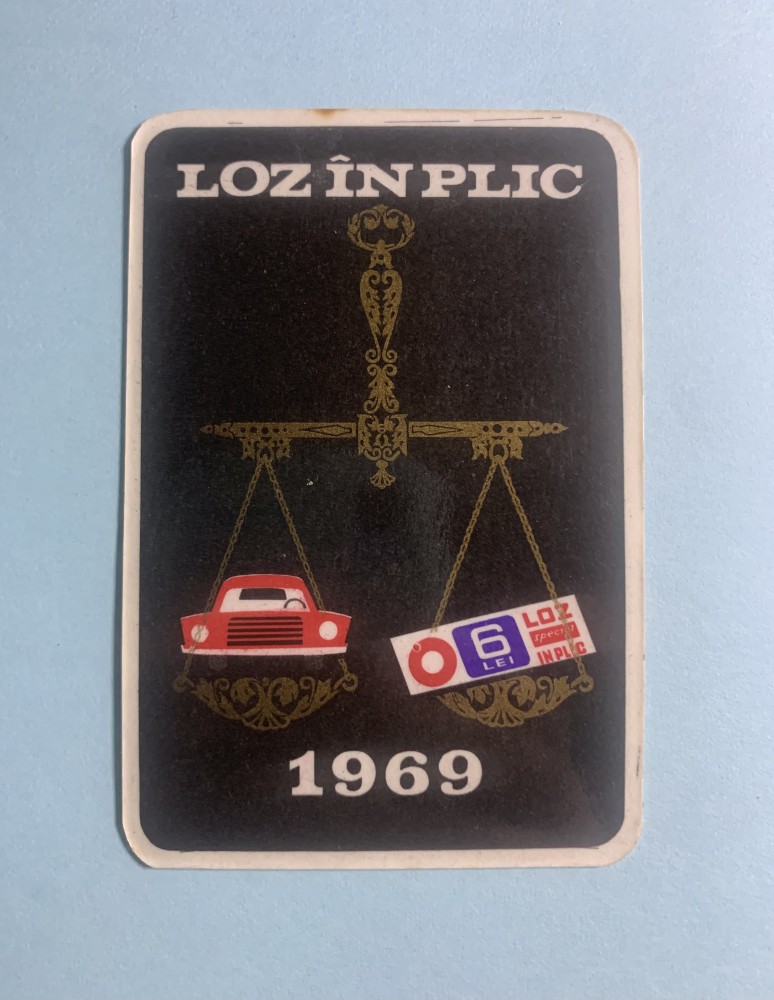 LOZ ÎN PLIC
6
LEI
LOZ
special
IN PLIC
1969